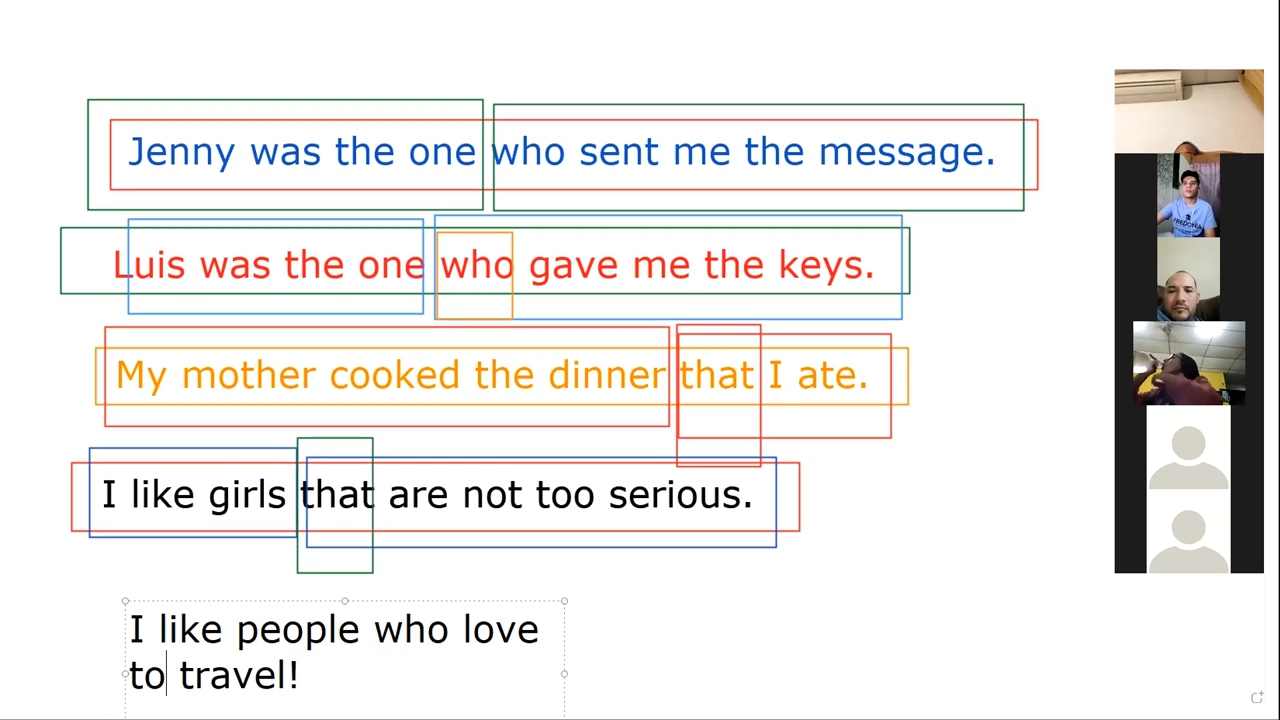 Jenny was the one who sent me the message.
Luis was the one who gave me the keys.
My mother cooked the dinner that I ate.
I like girls that are not too serious.
I like people who love
to travel!